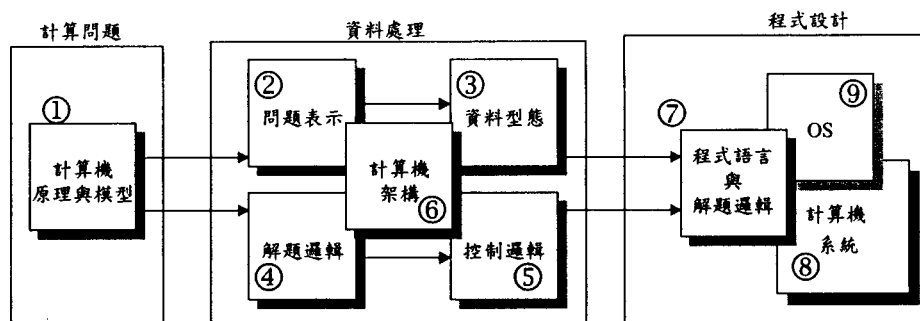 計算問題
資料處理
程式設計
①
計算機
原理與模型
②
問題表示
③
資料型態
計算機
架構
⑥
④
解題邏輯
控制邏輯
⑤
⑦
程式語言
與
解題邏輯
⑨
OS
計算機
系統
⑧